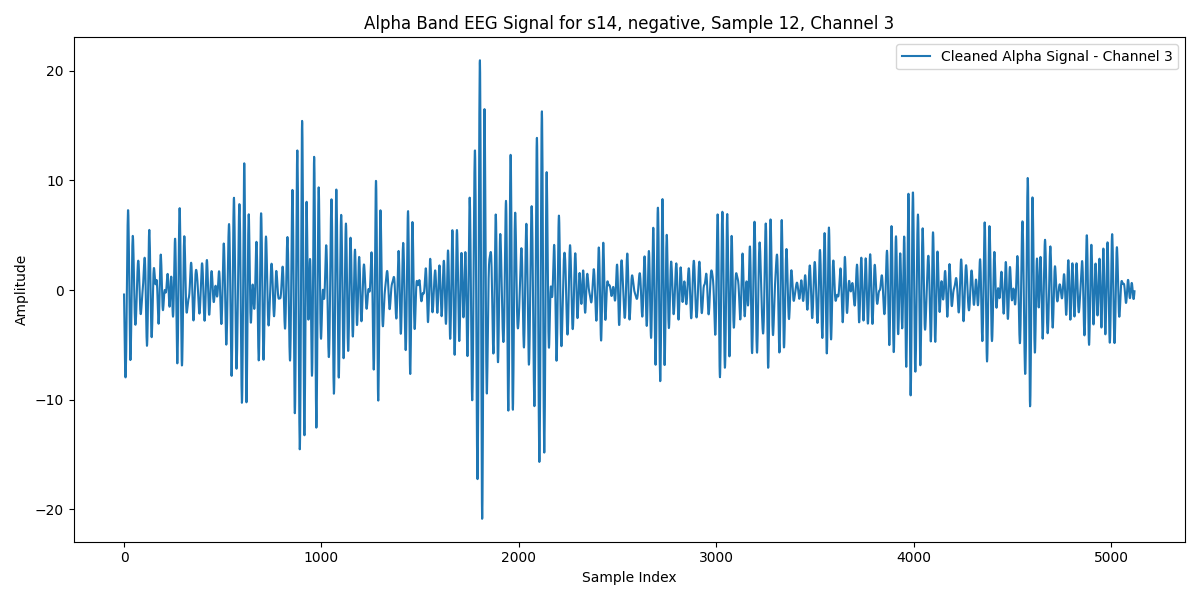 Alpha Band EEG Signal for s14, negative, Sample 12, Channel 3
Cleaned Alpha Signal - Channel 3
Amplitude
20
10
0
−10
−20
0
1000
2000
3000
4000
5000
Sample Index